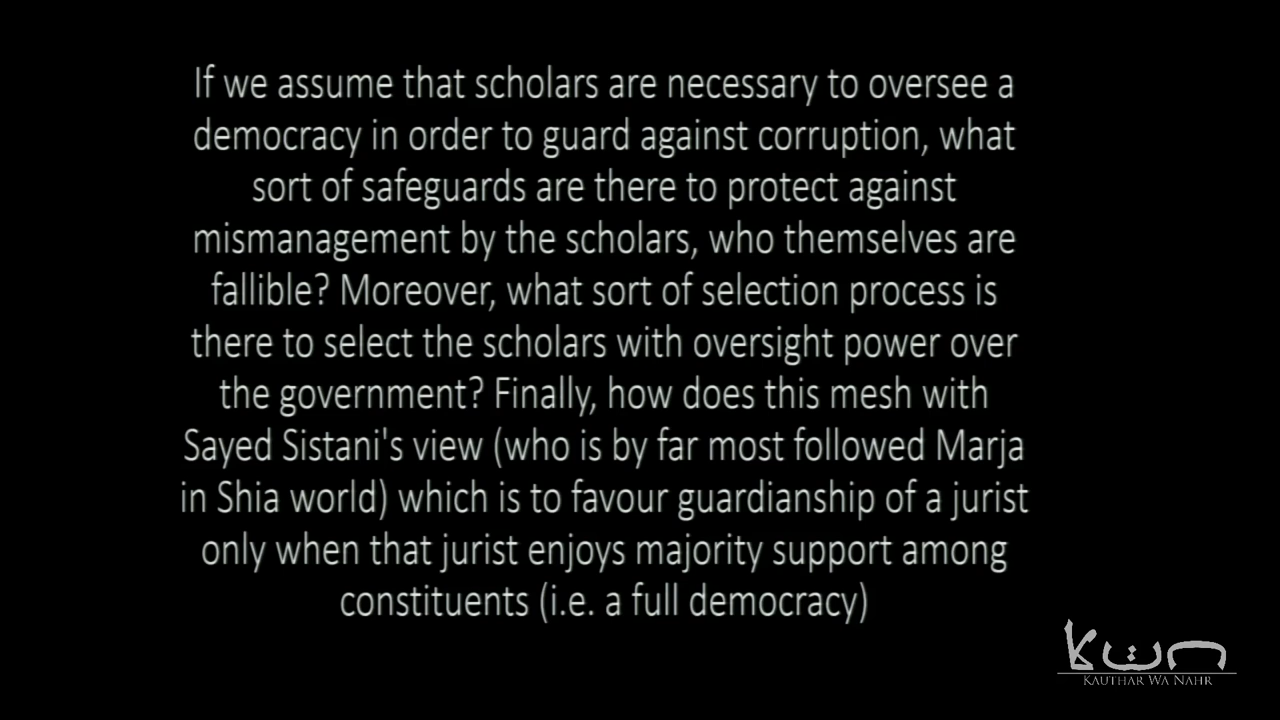 If we assume that scholars are necessary to oversee a
democracy in order to guard against corruption, what
sort of safeguards are there to protect against
mismanagement by the scholars, who themselves are
fallible? Moreover, what sort of selection process is
there to select the scholars with oversight power over
the government? Finally, how does this mesh with
Sayed Sistani's view (who is by far most followed Marja
in Shia world) which is to favour guardianship of a jurist
only when that jurist enjoys majority support among
constituents (i.e. a full democracy)
KAUTHAR WA NAHR